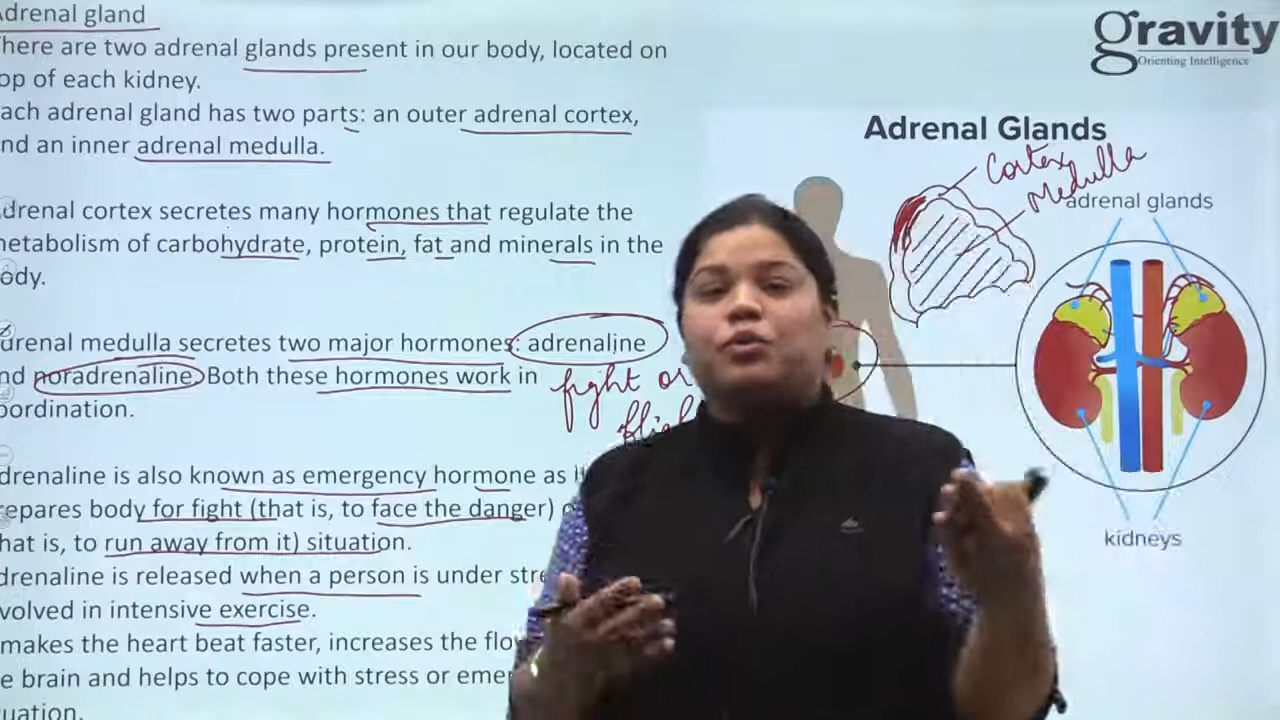 drenal gland
here are two adrenal glands present in our body, located on
op of each kidney.
ach adrenal gland has two parts: an outer adrenal cortex,
nd an inner adrenal medulla.
drenal cortex secretes many hormones that regulate the
metabolism of carbohydrate, protein, fat and minerals in the
ody.
drenal medulla secretes two major hormones: adrenaline
nd noradrenaline. Both these hormones work in
oordination.
fight or
drenaline is also known as emergency hormone as
repares body for fight (that is, to face the danger)
hat is, to run away from it) situation.
drenaline is released when a person is under stre
volved in intensive exercise.
makes the heart beat faster, increases the flo
e brain and helps to cope with stress or eme
uation.
gravity
Orienting Intelligence
Adrenal Glands
Cortex
Medulla
adrenal glands
kidneys